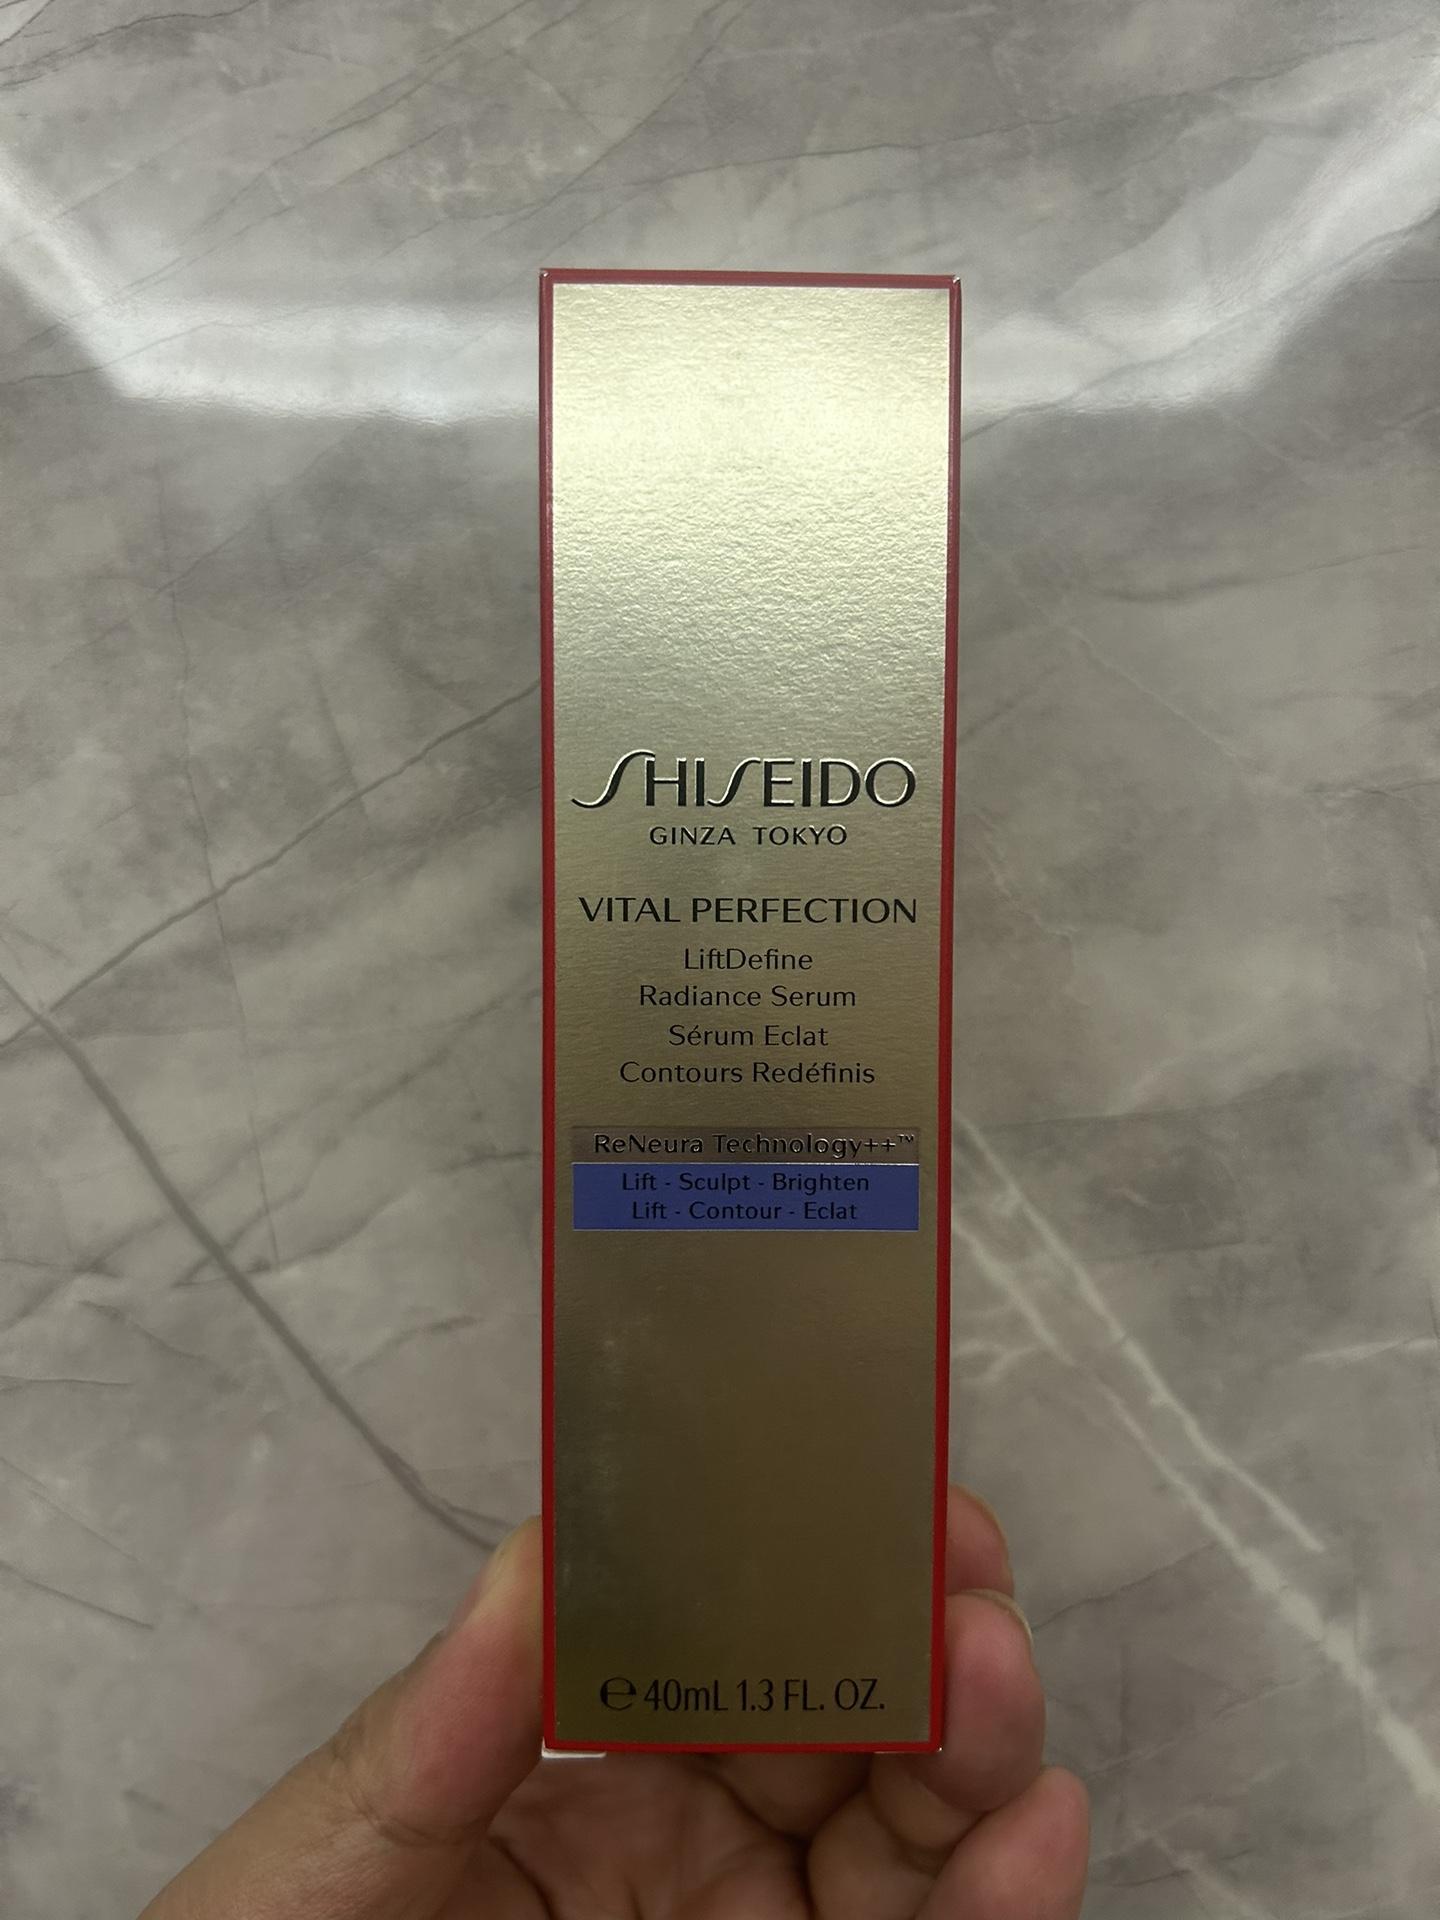 SHISEIDO
GINZA TOKYO
VITAL PERFECTION
LiftDefine
Radiance Serum
Sérum Eclat
Contours Redéfinis
ReNeura Technology++™
Lift - Sculpt - Brighten
Lift - Contour - Eclat
℮ 40mL 1.3 FL. OZ.